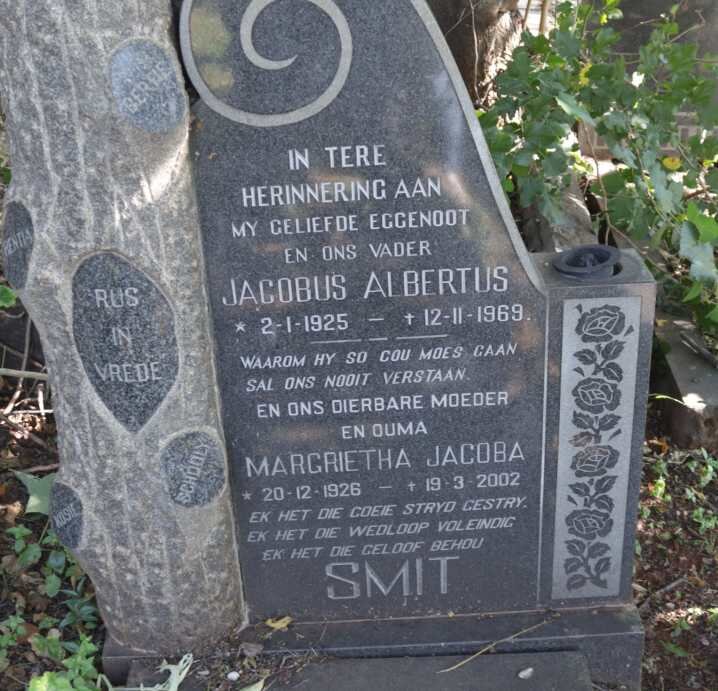 BERTIE
RUS
IN
VREDE
SCHORLY
ROSIE
IN TERE
HERINNERING AAN
MY GELIEFDE EGGENOOT
EN ONS VADER
JACOBUS ALBERTUS
* 2-1-1925 – † 12-11-1969.
WAAROM HY SO GOU MOES GAAN
SAL ONS NOOIT VERSTAAN.
EN ONS DIERBARE MOEDER
EN OUMA
MARGRIETHA JACOBA
* 20-12-1926 – † 19-3-2002
EK HET DIE GOEIE STRYD GESTRY.
EK HET DIE WEDLOOP VOLEINDIG
EK HET DIE GELOOF BEHOU
SMIT